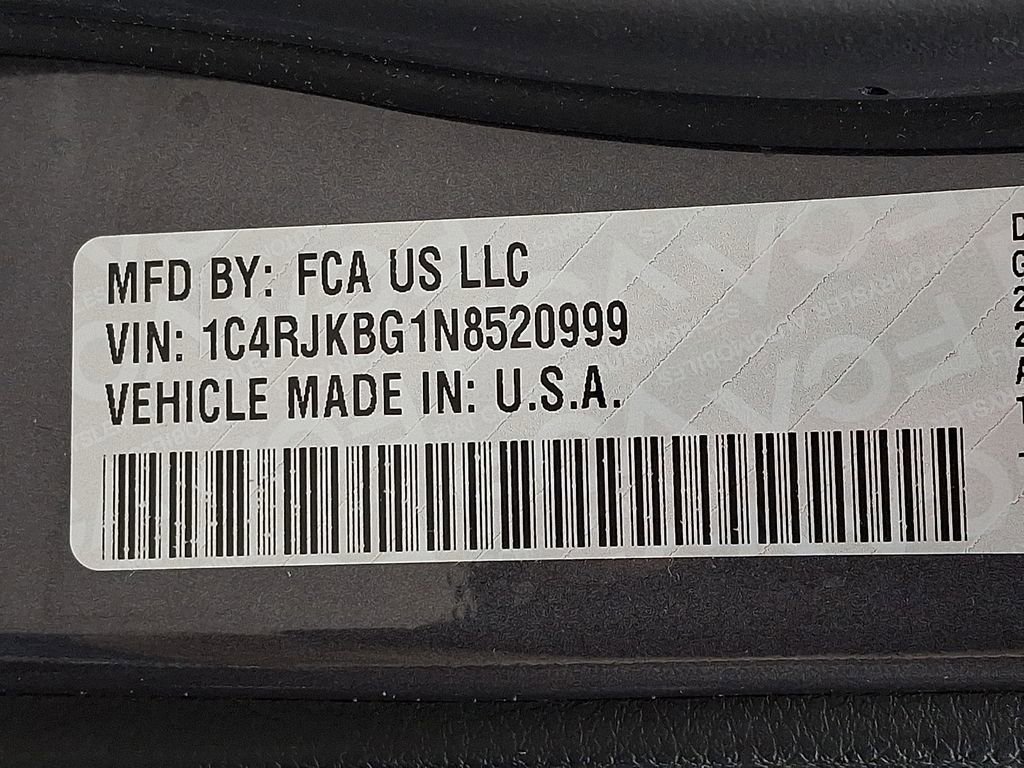 MFD BY: FCA US LLC
VIN: 1C4RJKBG1N8520999
VEHICLE MADE IN: U.S.A.